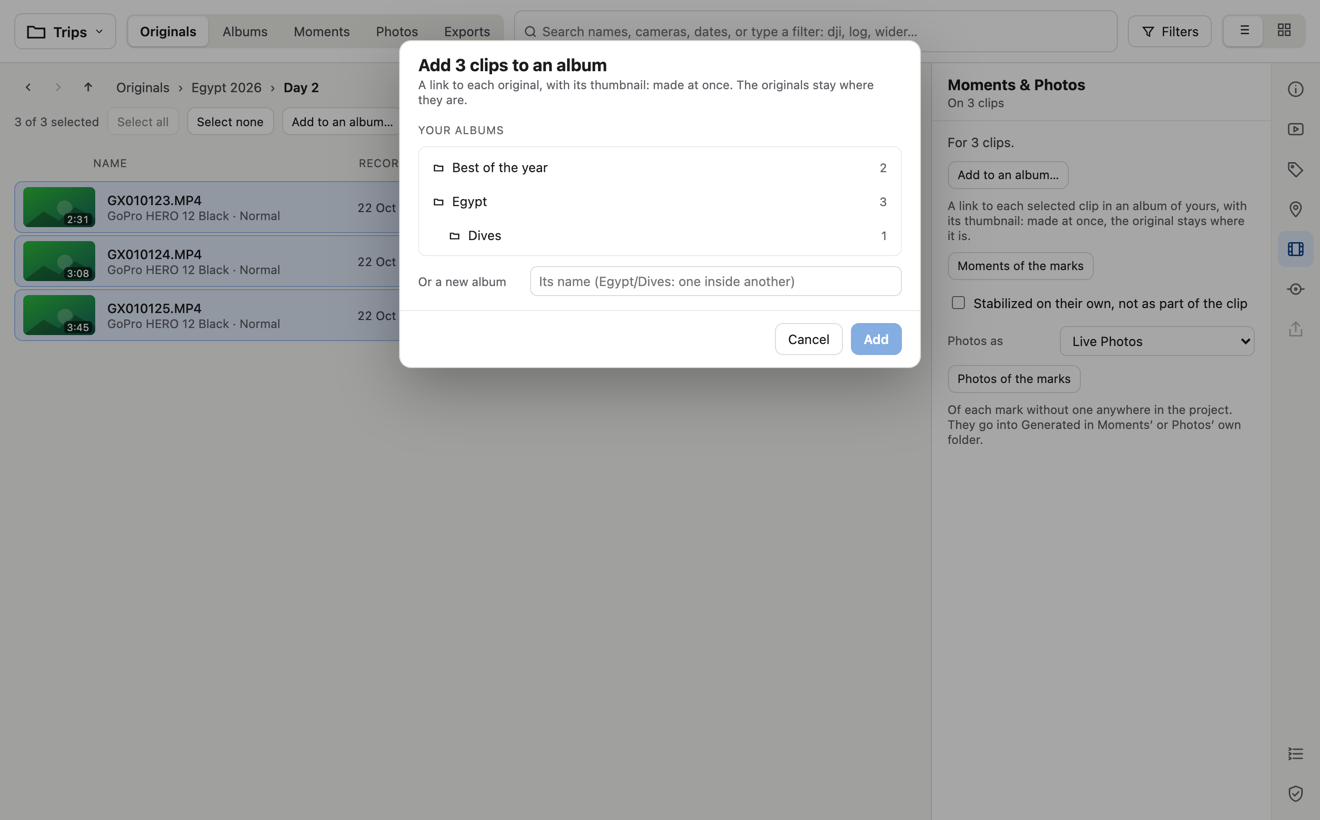 Trips
Originals
Albums
Moments
Photos
Exports
Search names, cameras, dates, or type a filter: dji, log, wider…
Filters
Originals › Egypt 2026 › Day 2
3 of 3 selected
Select all
Select none
Add to an album…
NAME
RECOR
2:31
GX010123.MP4
GoPro HERO 12 Black · Normal
22 Oct
3:08
GX010124.MP4
GoPro HERO 12 Black · Normal
22 Oct
3:45
GX010125.MP4
GoPro HERO 12 Black · Normal
22 Oct
Add 3 clips to an album
A link to each original, with its thumbnail: made at once. The originals stay where
they are.
YOUR ALBUMS
Best of the year 2
Egypt 3
Dives 1
Or a new album
Its name (Egypt/Dives: one inside another)
Cancel
Add
Moments & Photos
On 3 clips
For 3 clips.
Add to an album…
A link to each selected clip in an album of yours, with
its thumbnail: made at once, the original stays where
it is.
Moments of the marks
Stabilized on their own, not as part of the clip
Photos as
Live Photos
Photos of the marks
Of each mark without one anywhere in the project.
They go into Generated in Moments’ or Photos’ own
folder.